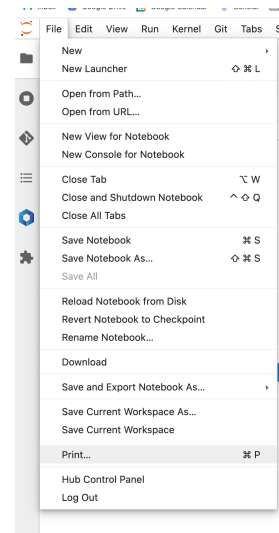 File Edit View Run Kernel Git Tabs
New
New Launcher ⇧ ⌘ L
Open from Path…
Open from URL…
New View for Notebook
New Console for Notebook
Close Tab ⌥ W
Close and Shutdown Notebook ^ ⇧ Q
Close All Tabs
Save Notebook ⌘ S
Save Notebook As… ⇧ ⌘ S
Save All
Reload Notebook from Disk
Revert Notebook to Checkpoint
Rename Notebook…
Download
Save and Export Notebook As…
Save Current Workspace As…
Save Current Workspace
Print… ⌘ P
Hub Control Panel
Log Out